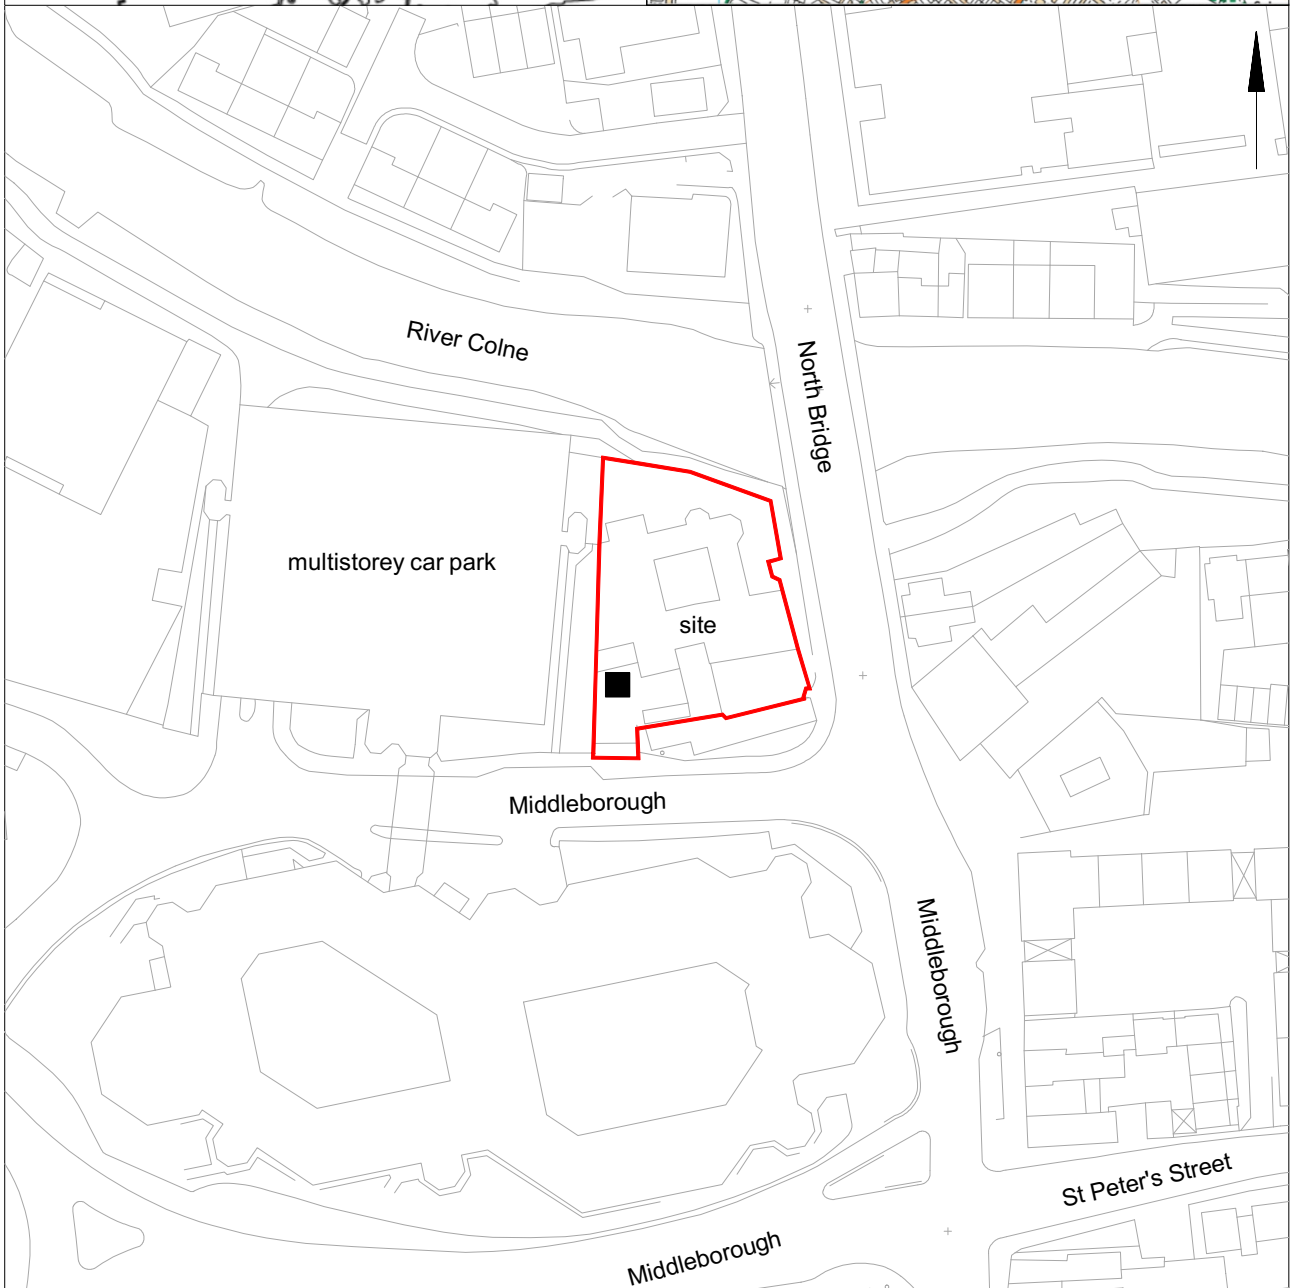 River Colne
North Bridge
multistorey car park
site
Middleborough
Middleborough
St Peter's Street
Middleborough